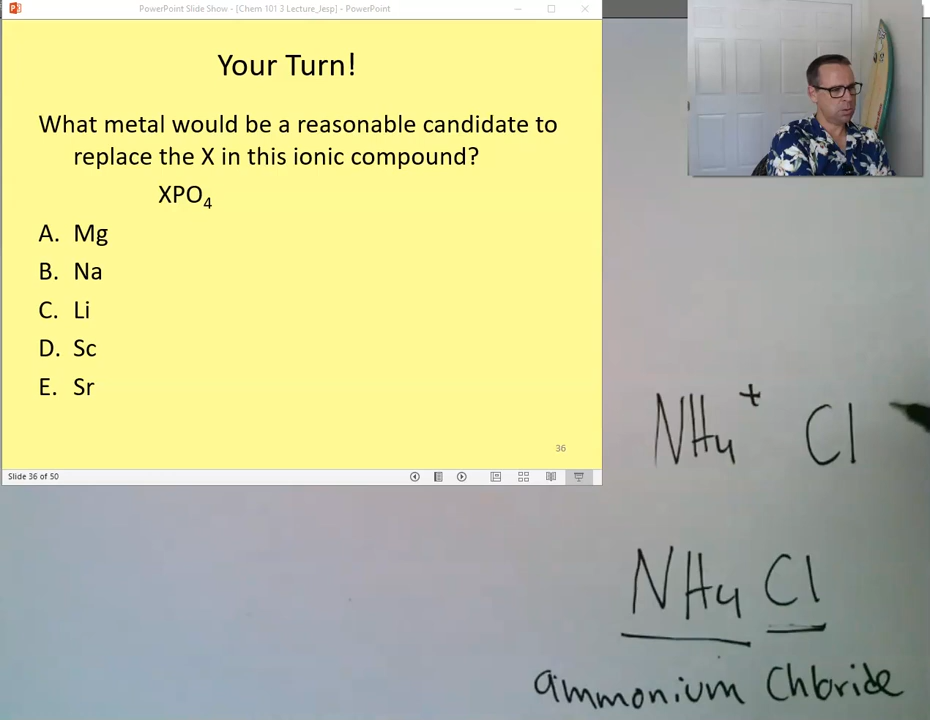 PowerPoint Slide Show - [Chem 101 3 Lecture_Jesp] - PowerPoint
Your Turn!
What metal would be a reasonable candidate to
replace the X in this ionic compound?
XPO₄
A. Mg
B. Na
C. Li
D. Sc
E. Sr
36
Slide 36 of 50
NH₄⁺ Cl
NH₄Cl
ammonium Chloride